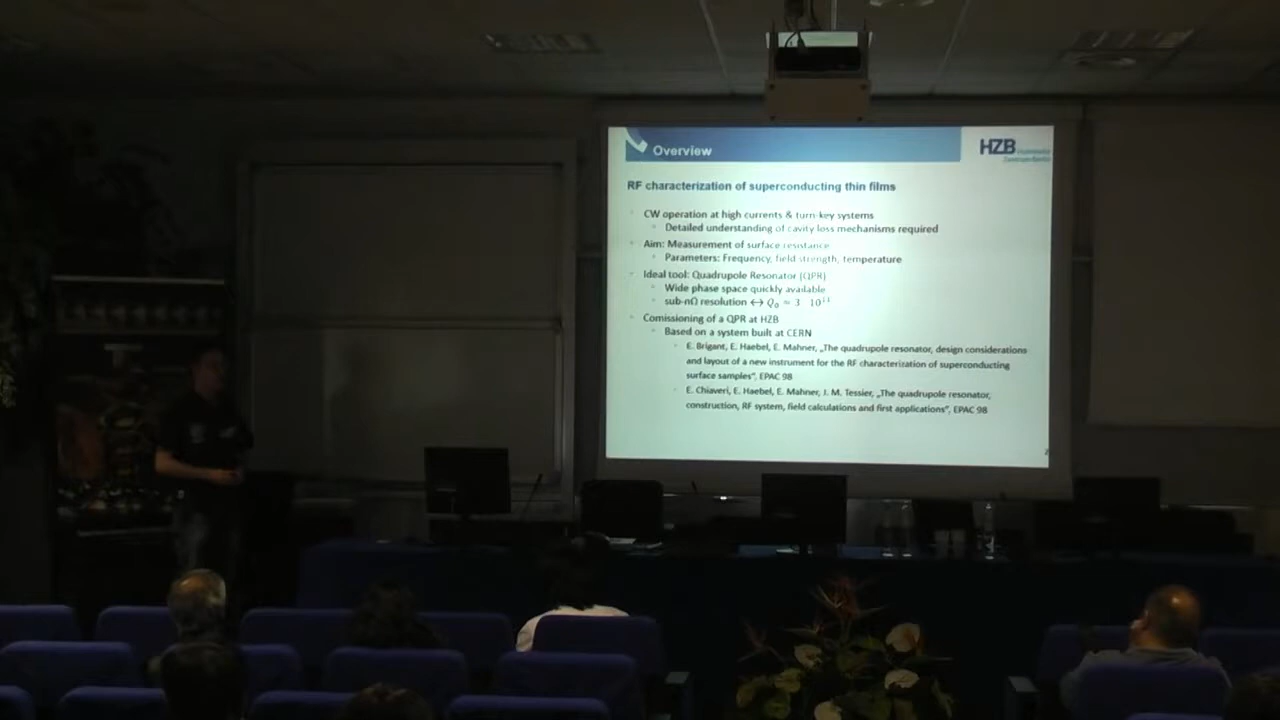 Overview
HZB
Zentrum Berlin
RF characterization of superconducting thin films
CW operation at high currents & turn-key systems
Detailed understanding of cavity loss mechanisms required
Aim: Measurement of surface resistance
Parameters: Frequency, field strength, temperature
Ideal tool: Quadrupole Resonator (QPR)
Wide phase space quickly available
sub-nΩ resolution ↔ Q₀ ≈ 3 · 10¹¹
Comissioning of a QPR at HZB
Based on a system built at CERN
E. Brigant, E. Haebel, E. Mahner, „The quadrupole resonator, design considerations
and layout of a new instrument for the RF characterization of superconducting
surface samples“, EPAC 98
E. Chiaveri, E. Haebel, E. Mahner, J. M. Tessier, „The quadrupole resonator,
construction, RF system, field calculations and first applications“, EPAC 98
2